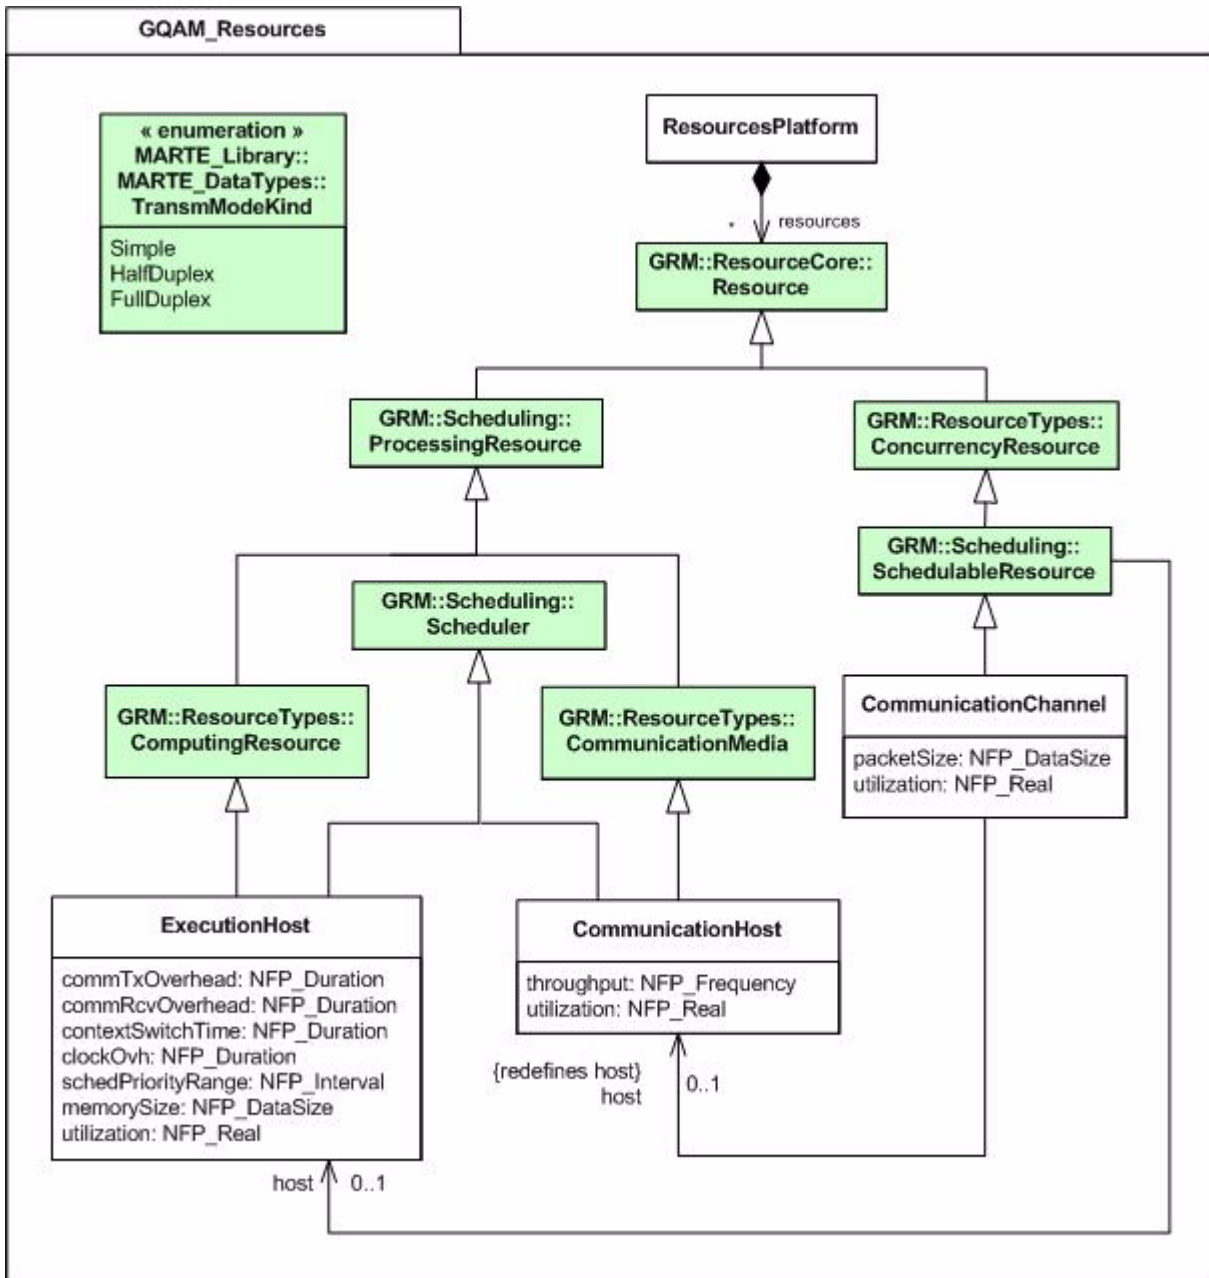 GQAM_Resources
« enumeration »
MARTE_Library::
MARTE_DataTypes::
TransmModeKind
Simple
HalfDuplex
FullDuplex
ResourcesPlatform
* resources
GRM::ResourceCore::
Resource
GRM::Scheduling::
ProcessingResource
GRM::ResourceTypes::
ConcurrencyResource
GRM::Scheduling::
SchedulableResource
GRM::Scheduling::
Scheduler
GRM::ResourceTypes::
ComputingResource
GRM::ResourceTypes::
CommunicationMedia
CommunicationChannel
packetSize: NFP_DataSize
utilization: NFP_Real
ExecutionHost
commTxOverhead: NFP_Duration
commRcvOverhead: NFP_Duration
contextSwitchTime: NFP_Duration
clockOvh: NFP_Duration
schedPriorityRange: NFP_Interval
memorySize: NFP_DataSize
utilization: NFP_Real
host 0..1
CommunicationHost
throughput: NFP_Frequency
utilization: NFP_Real
{redefines host}
host
0..1